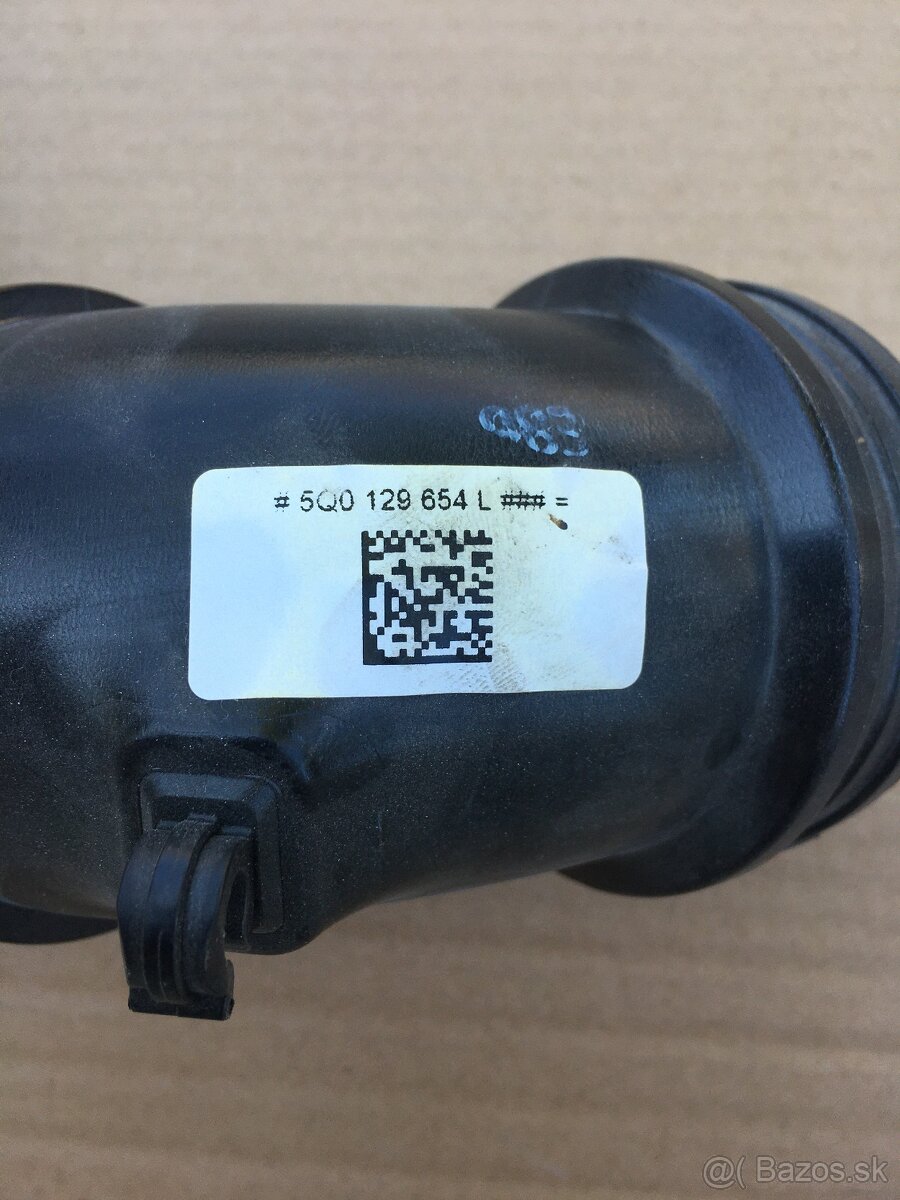 # 5Q0 129 654 L ### =
@( Bazos.sk